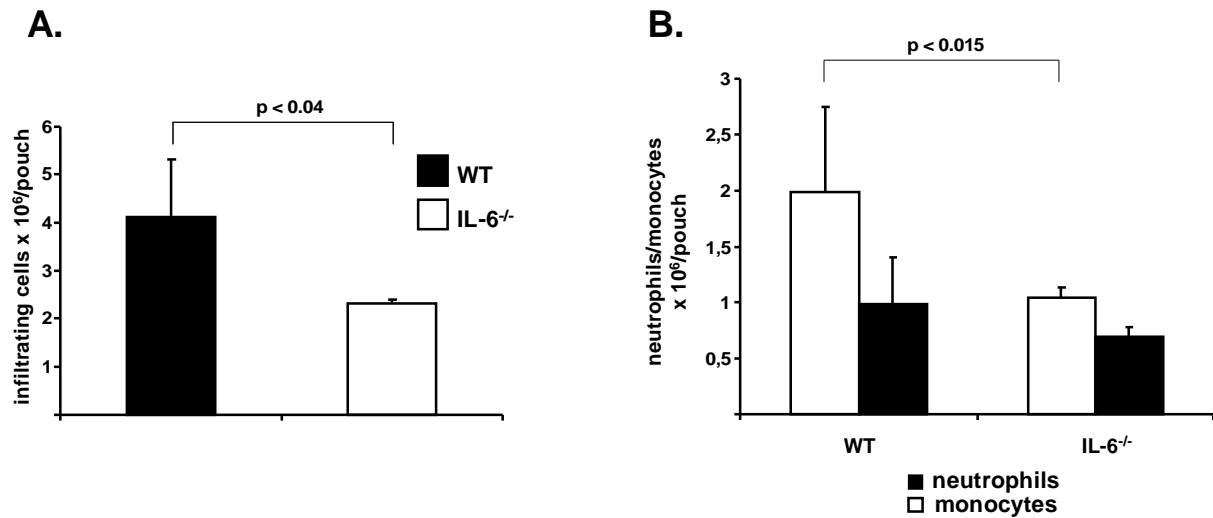 A.
p < 0.04
infiltrating cells x 10⁶/pouch
6
5
4
3
2
1
WT
IL-6⁻/⁻
B.
p < 0.015
neutrophils/monocytes
x 10⁶/pouch
3
2,5
2
1,5
1
0,5
WT
IL-6⁻/⁻
neutrophils
monocytes